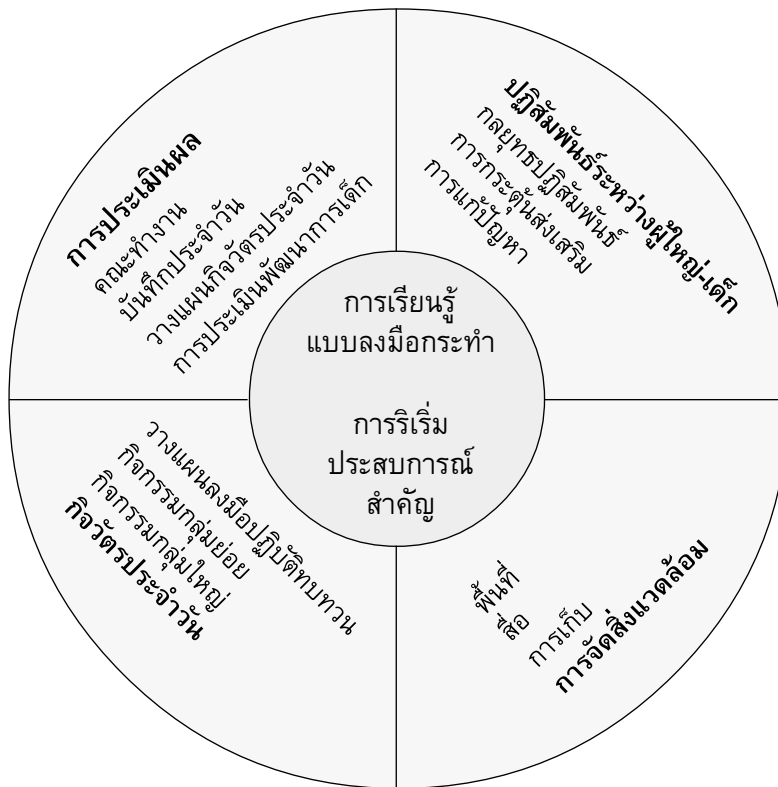 การประเมินผล
คณะทำงาน
บันทึกประจำวัน
วางแผนกิจวัตรประจำวัน
การประเมินพัฒนาการเด็ก
ปฏิสัมพันธ์ระหว่างผู้ใหญ่-เด็ก
กลยุทธปฏิสัมพันธ์
การกระตุ้นส่งเสริม
การแก้ปัญหา
การเรียนรู้
แบบลงมือกระทำ
การริเริ่ม
ประสบการณ์
สำคัญ
วางแผนลงมือปฏิบัติทบทวน
กิจกรรมกลุ่มย่อย
กิจกรรมกลุ่มใหญ่
กิจวัตรประจำวัน
พื้นที่
สื่อ
การเก็บ
การจัดสิ่งแวดล้อม